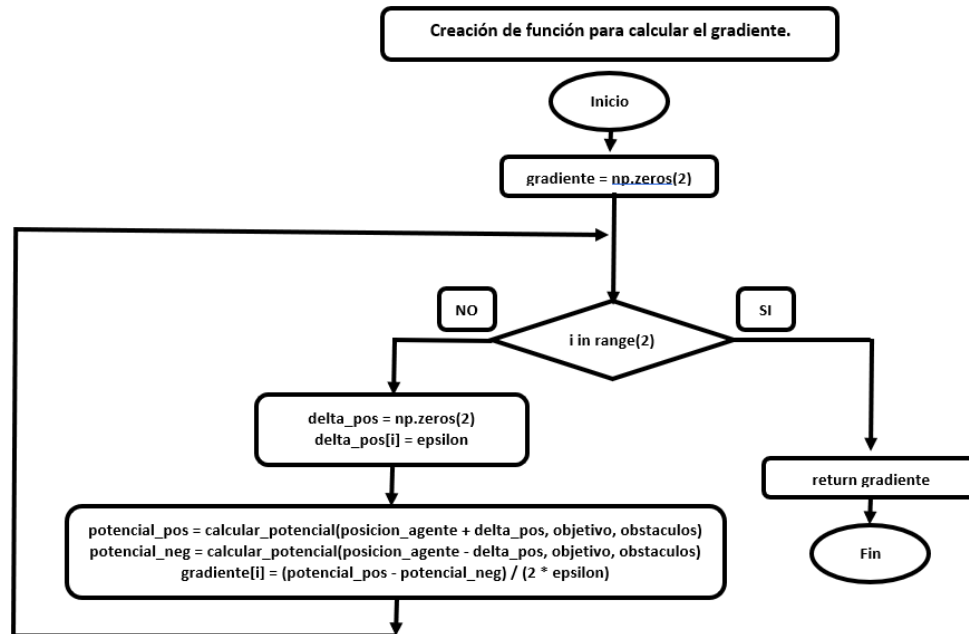 Creación de función para calcular el gradiente.
Inicio
gradiente = np.zeros(2)
NO
SI
i in range(2)
delta_pos = np.zeros(2)
delta_pos[i] = epsilon
return gradiente
potencial_pos = calcular_potencial(posicion_agente + delta_pos, objetivo, obstaculos)
potencial_neg = calcular_potencial(posicion_agente - delta_pos, objetivo, obstaculos)
gradiente[i] = (potencial_pos - potencial_neg) / (2 * epsilon)
Fin